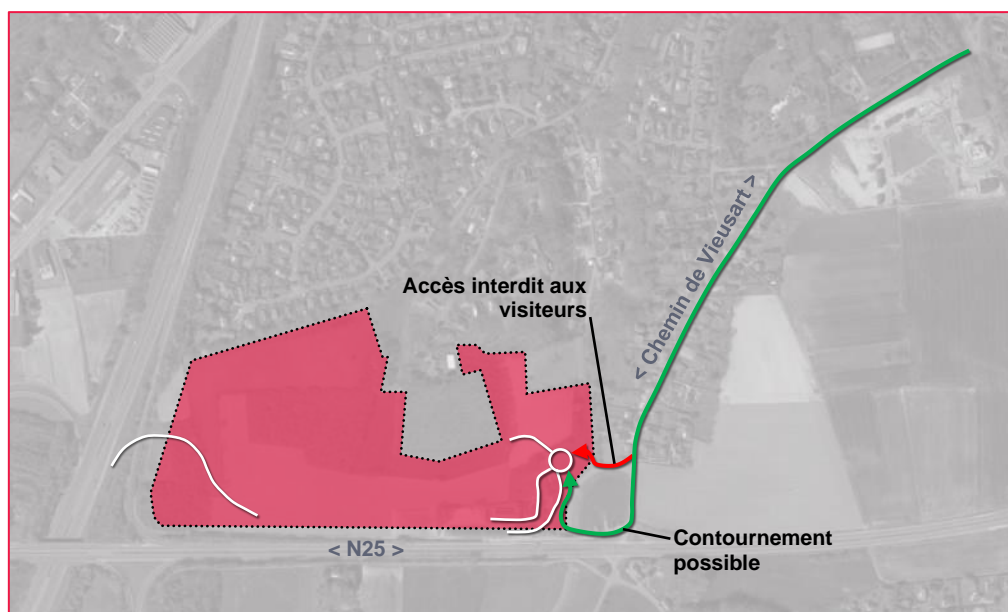 < Chemin de Vieusart >
Accès interdit aux
visiteurs
Contournement
possible
< N25 >